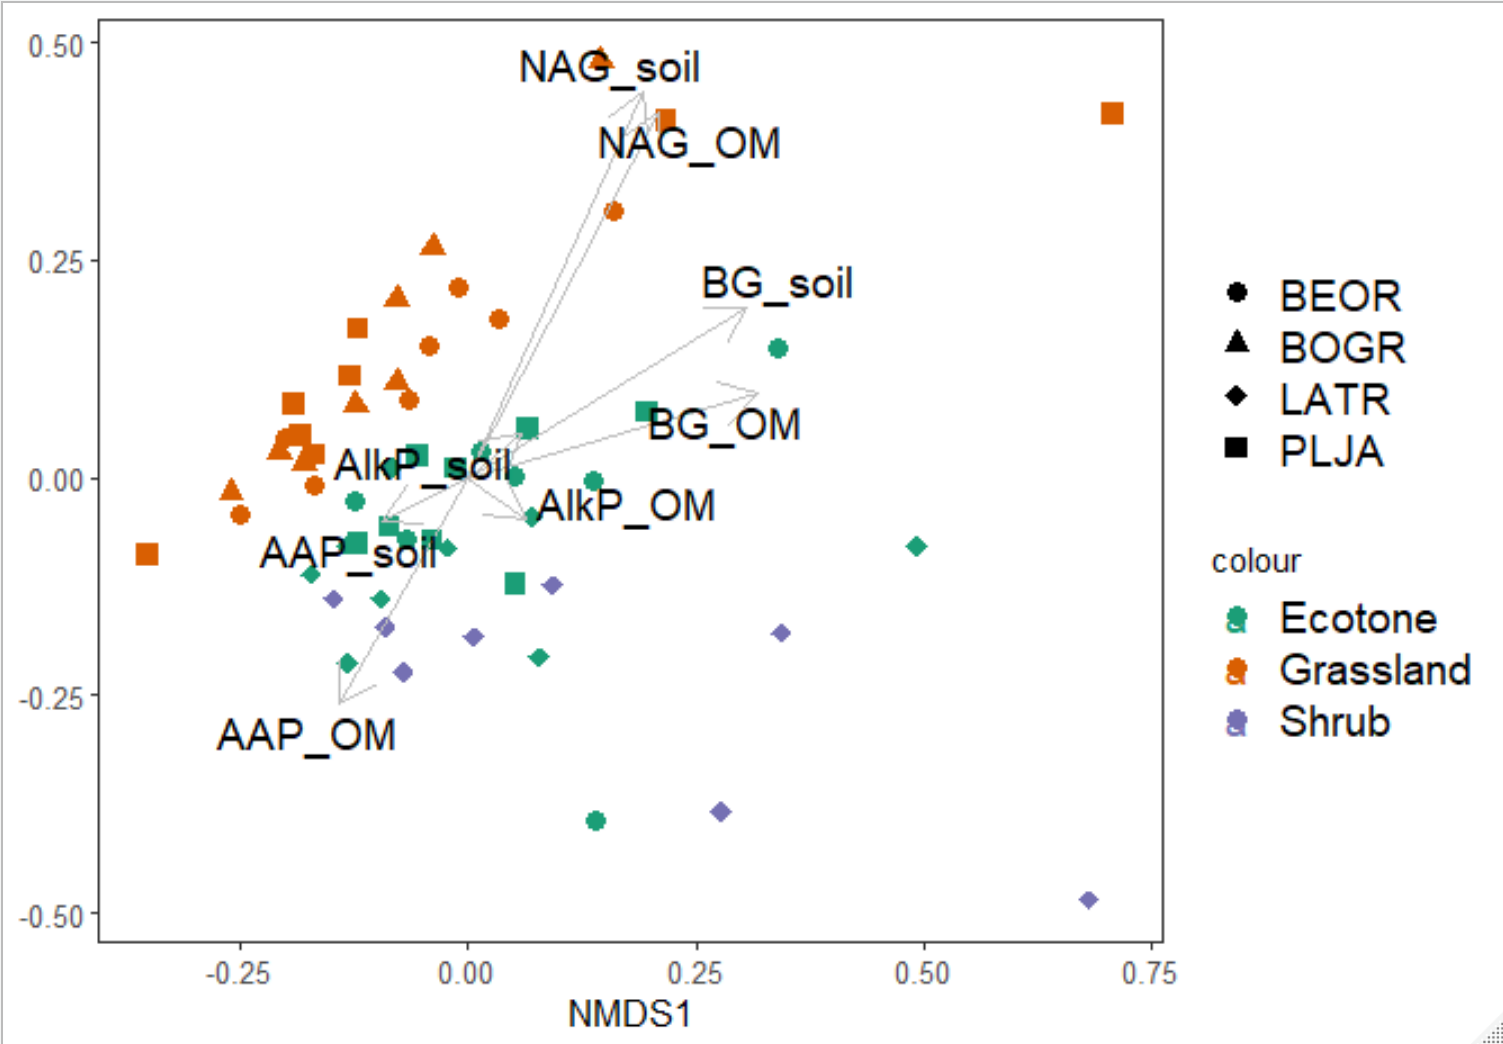 0.50
0.25
0.00
-0.25
-0.50
NAG_soil
NAG_OM
BG_soil
BG_OM
AlkP_soil
AlkP_OM
AAP_soil
AAP_OM
-0.25 0.00 0.25 0.50 0.75
NMDS1
BEOR
BOGR
LATR
PLJA
colour
a Ecotone
a Grassland
a Shrub